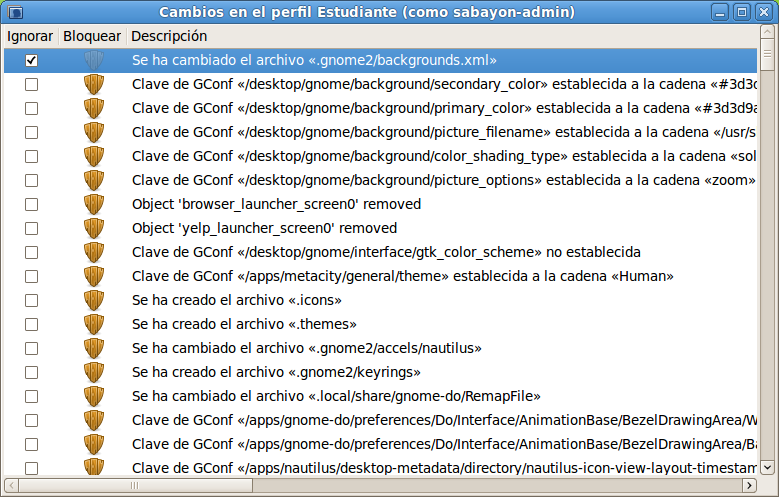 Cambios en el perfil Estudiante (como sabayon-admin)
Ignorar Bloquear Descripción
Se ha cambiado el archivo «.gnome2/backgrounds.xml»
Clave de GConf «/desktop/gnome/background/secondary_color» establecida a la cadena «#3d3d
Clave de GConf «/desktop/gnome/background/primary_color» establecida a la cadena «#3d3d9a
Clave de GConf «/desktop/gnome/background/picture_filename» establecida a la cadena «/usr/s
Clave de GConf «/desktop/gnome/background/color_shading_type» establecida a la cadena «sol
Clave de GConf «/desktop/gnome/background/picture_options» establecida a la cadena «zoom»
Object 'browser_launcher_screen0' removed
Object 'yelp_launcher_screen0' removed
Clave de GConf «/desktop/gnome/interface/gtk_color_scheme» no establecida
Clave de GConf «/apps/metacity/general/theme» establecida a la cadena «Human»
Se ha creado el archivo «.icons»
Se ha creado el archivo «.themes»
Se ha cambiado el archivo «.gnome2/accels/nautilus»
Se ha creado el archivo «.gnome2/keyrings»
Se ha cambiado el archivo «.local/share/gnome-do/RemapFile»
Clave de GConf «/apps/gnome-do/preferences/Do/Interface/AnimationBase/BezelDrawingArea/W
Clave de GConf «/apps/gnome-do/preferences/Do/Interface/AnimationBase/BezelDrawingArea/Ba
Clave de GConf «/apps/nautilus/desktop-metadata/directory/nautilus-icon-view-layout-timestam